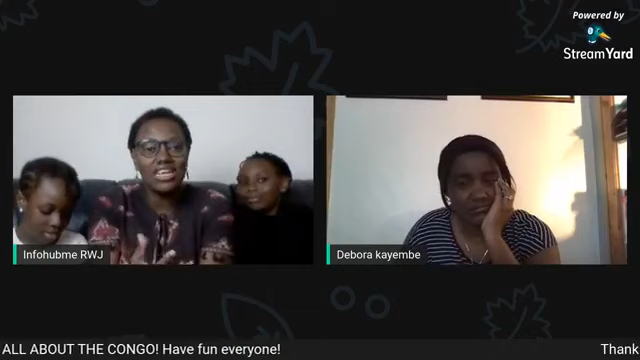 Powered by
StreamYard
Infohubme RWJ
Debora kayembe
ALL ABOUT THE CONGO! Have fun everyone!
Thank